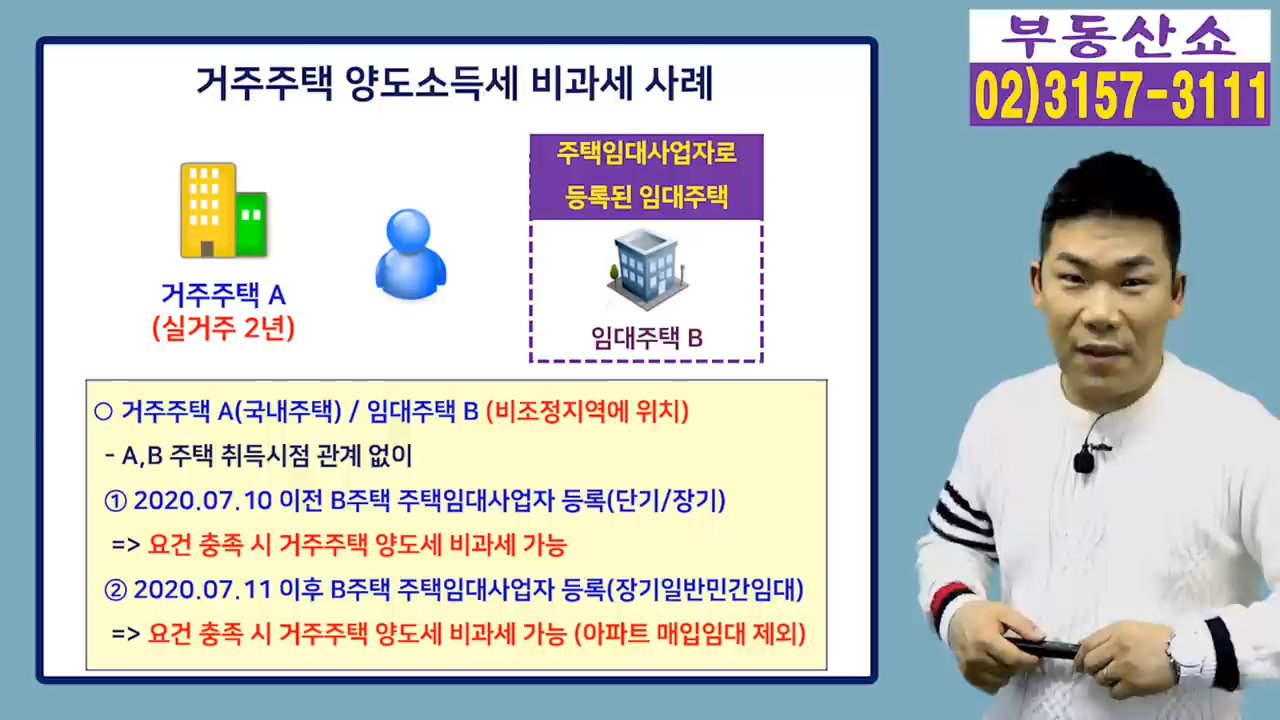 부동산쇼
02)3157-3111
거주주택 양도소득세 비과세 사례
주택임대사업자로
등록된 임대주택
거주주택 A
(실거주 2년)
임대주택 B
○ 거주주택 A(국내주택) / 임대주택 B (비조정지역에 위치)
- A,B 주택 취득시점 관계 없이
① 2020.07.10 이전 B주택 주택임대사업자 등록(단기/장기)
=> 요건 충족 시 거주주택 양도세 비과세 가능
② 2020.07.11 이후 B주택 주택임대사업자 등록(장기일반민간임대)
=> 요건 충족 시 거주주택 양도세 비과세 가능 (아파트 매입임대 제외)